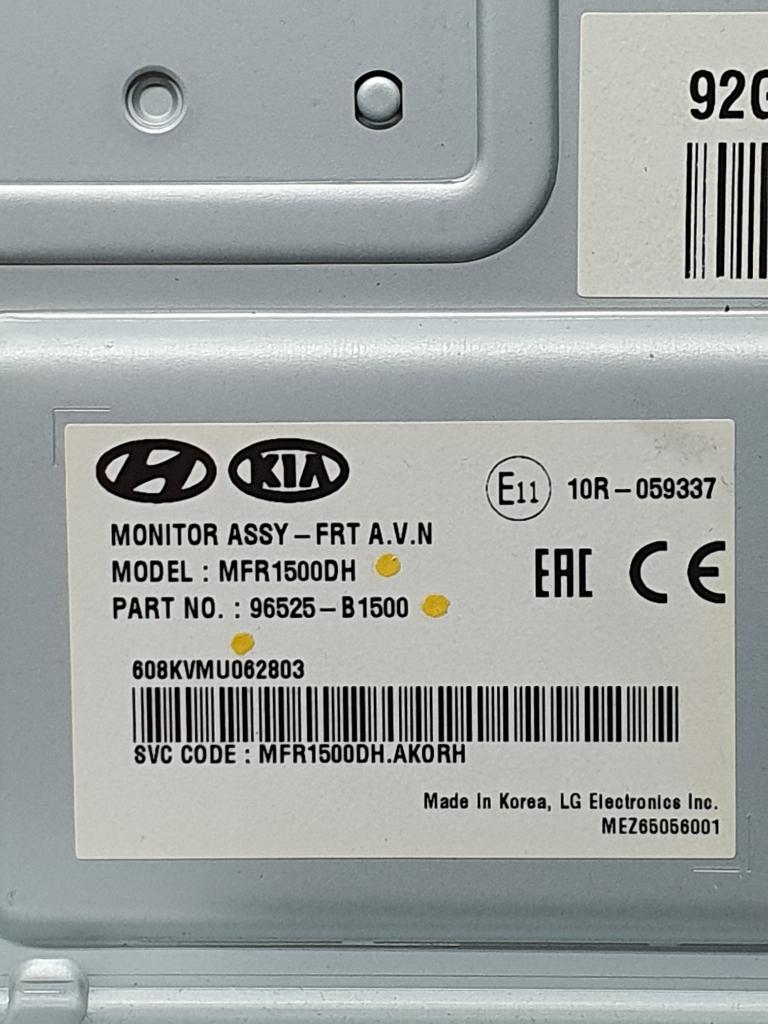 92G
KIA
E11 10R-059337
MONITOR ASSY-FRT A.V.N
MODEL : MFR1500DH
EAC CE
PART NO. : 96525-B1500
608KVMU062803
SVC CODE : MFR1500DH.AKORH
Made In Korea, LG Electronics Inc.
MEZ65056001